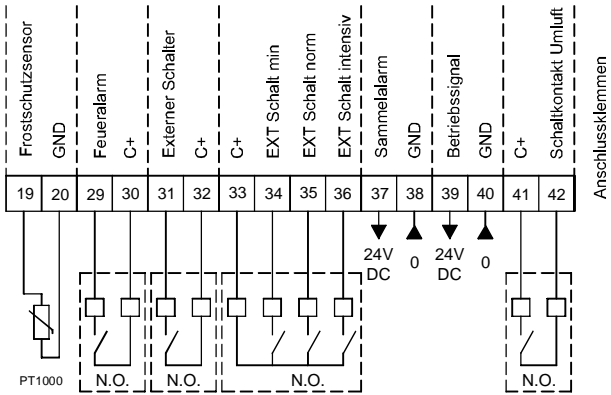 Frostschutzsensor
GND
Feueralarm
C+
Externer Schalter
C+
C+
EXT Schalt min
EXT Schalt norm
EXT Schalt intensiv
Sammelalarm
GND
Betriebssignal
GND
C+
Schaltkontakt Umluft
Anschlussklemmen
19 20 29 30 31 32 33 34 35 36 37 38 39 40 41 42
24V DC
0
24V DC
0
PT1000
N.O.
N.O.
N.O.
N.O.